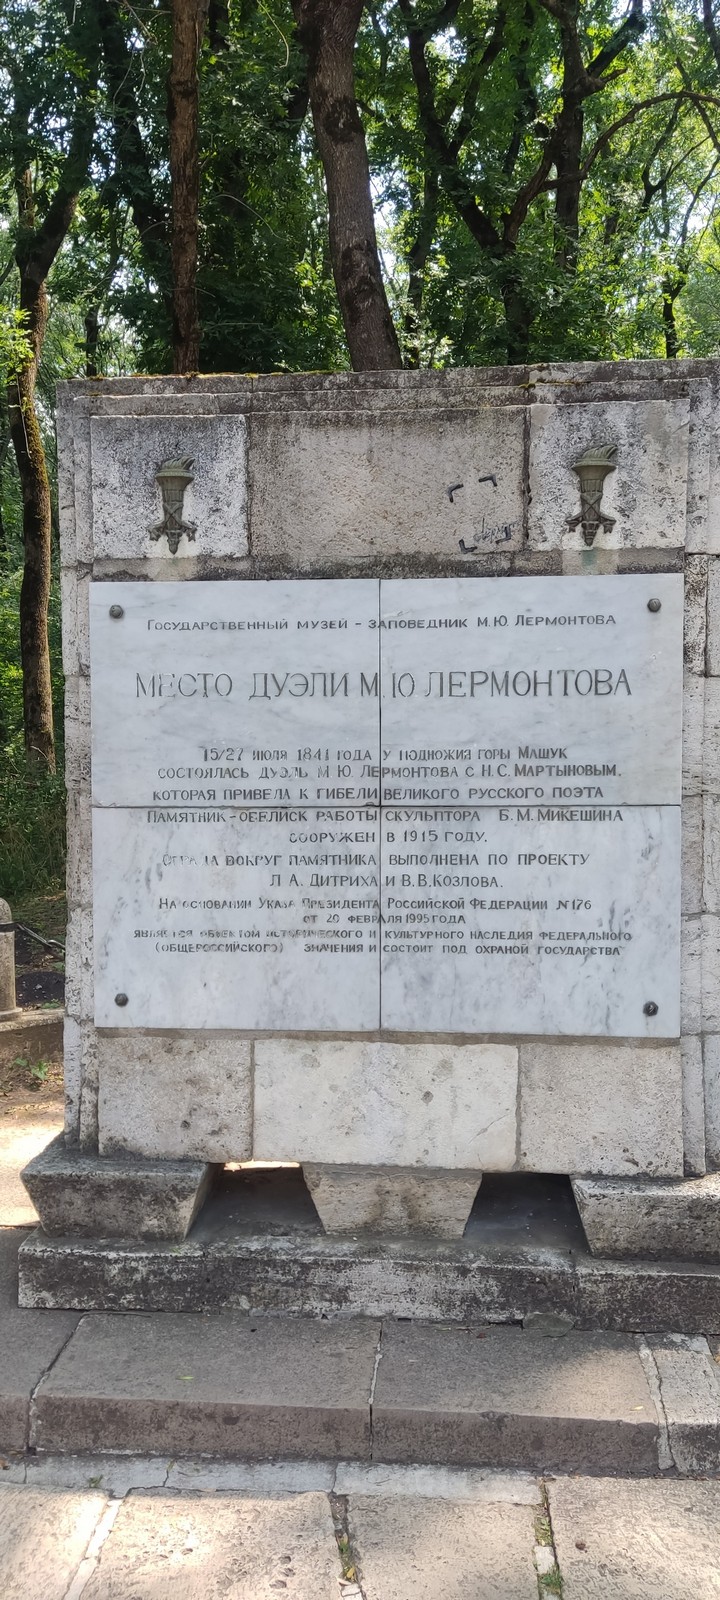 Государственный музей - заповедник М.Ю. Лермонтова
Место дуэли М.Ю Лермонтова
15/27 июля 1841 года у подножия горы Машук
состоялась дуэль М Ю. Лермонтова с Н.С. Мартыновым.
которая привела к гибели великого русского поэта
Памятник-обелиск работы скульптора Б.М. Микешина
сооружен в 1915 году.
ограда вокруг памятника выполнена по проекту
Л А. Дитриха и В.В. Козлова.
На основании Указа Президента Российской Федерации №176
от 20 февраля 1995 года
является объектом исторического и культурного наследия федерального
(общероссийского) значения и состоит под охраной государства